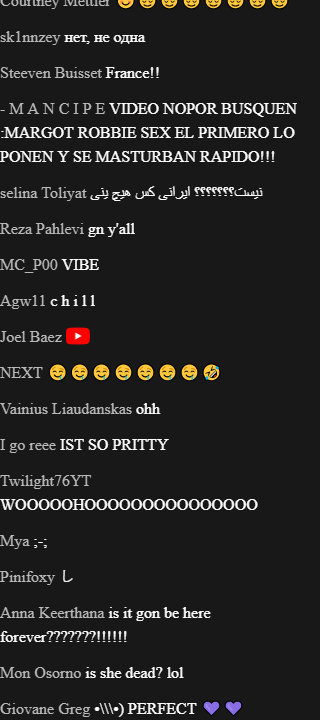 Courtney Mettler 😊😊😊😊😊😊😊😊
sk1nnzey нет, не одна
Steeven Buisset France!!
- M A N C I P E VIDEO NOPOR BUSQUEN
:MARGOT ROBBIE SEX EL PRIMERO LO
PONEN Y SE MASTURBAN RAPIDO!!!
selina Toliyat نیست؟؟؟؟؟؟؟ ایرانی کس هیچ ینی
Reza Pahlevi gn y'all
MC_P00 VIBE
Agw11 c h i l l
Joel Baez
NEXT 😋😋😋😋😋😋😋🤣
Vainius Liaudanskas ohh
I go reee IST SO PRITTY
Twilight76YT
WOOOOOHOOOOOOOOOOOOOOO
Mya ;-;
Pinifoxy し
Anna Keerthana is it gon be here
forever???????!!!!!!
Mon Osorno is she dead? lol
Giovane Greg •\\\•) PERFECT 💜 💜